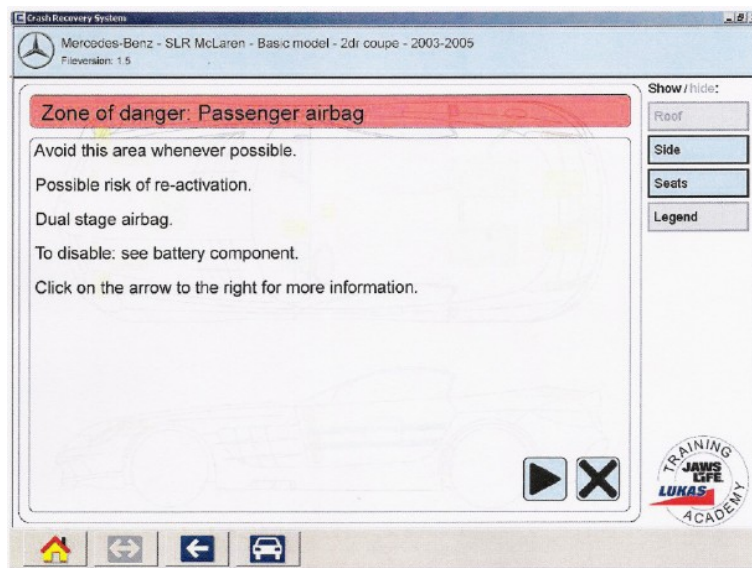 Crash Recovery System
Mercedes-Benz - SLR McLaren - Basic model - 2dr coupe - 2003-2005
Fileversion: 1.5
Show / hide:
Zone of danger: Passenger airbag
Roof
Avoid this area whenever possible.
Side
Possible risk of re-activation.
Seats
Dual stage airbag.
Legend
To disable: see battery component.
Click on the arrow to the right for more information.
TRAINING
JAWS
LIFE
LUKAS
ACADEMY